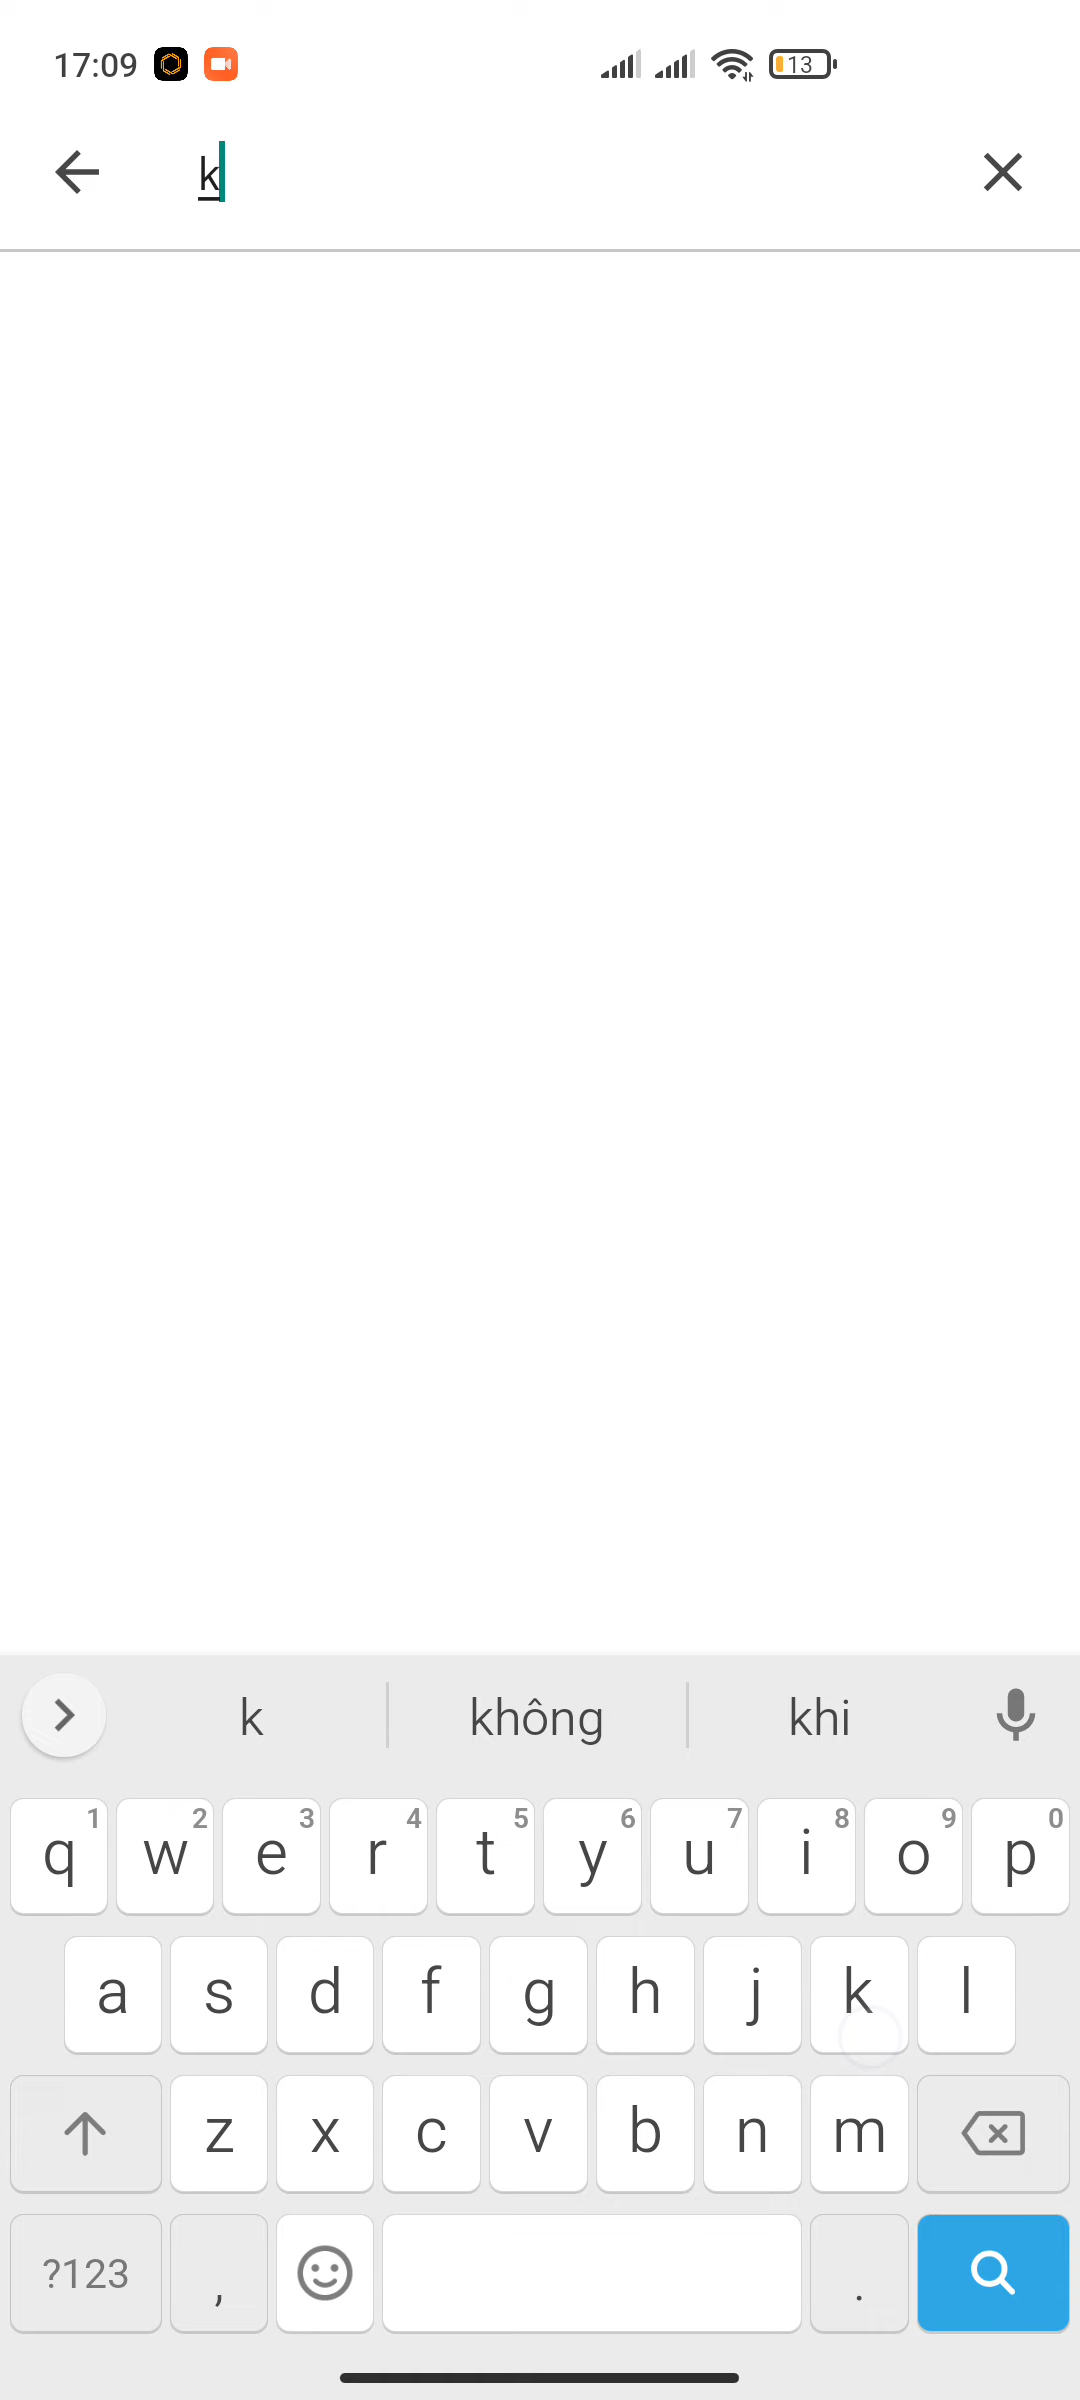 17:09 13
k
k không khi
1 2 3 4 5 6 7 8 9 0
q w e r t y u i o p
a s d f g h j k l
z x c v b n m
?123 , .